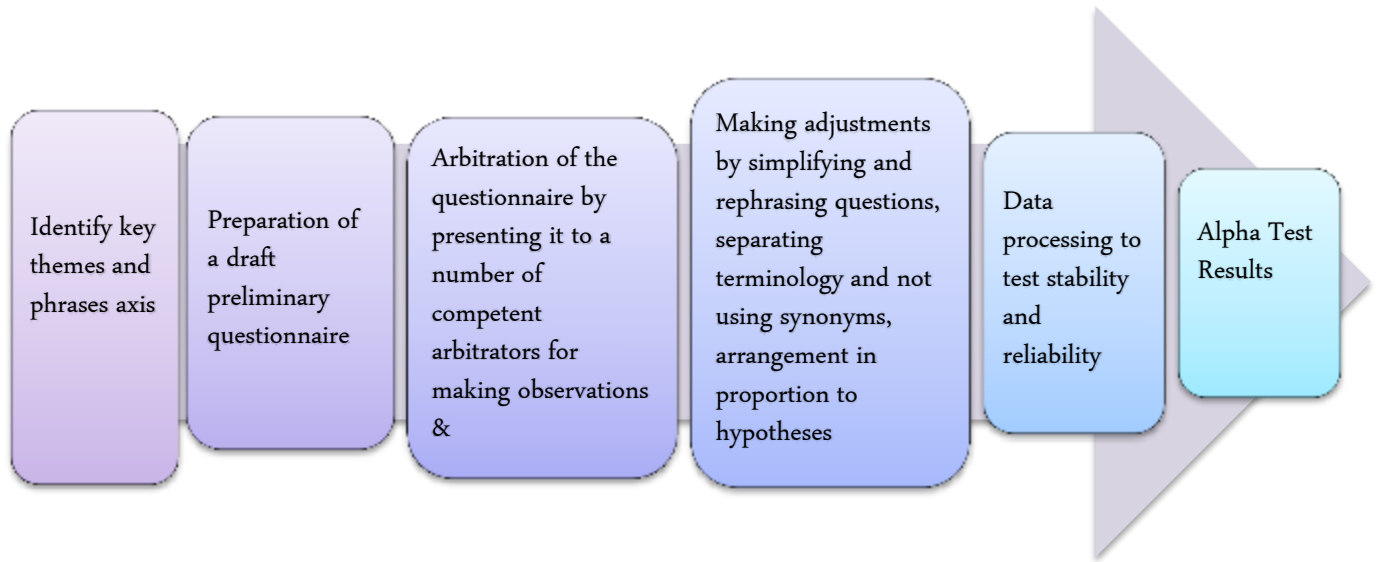 Identify key
themes and
phrases axis
Preparation of
a draft
preliminary
questionnaire
Arbitration of the
questionnaire by
presenting it to a
number of
competent
arbitrators for
making observations
&
Making adjustments
by simplifying and
rephrasing questions,
separating
terminology and not
using synonyms,
arrangement in
proportion to
hypotheses
Data
processing to
test stability
and
reliability
Alpha Test
Results